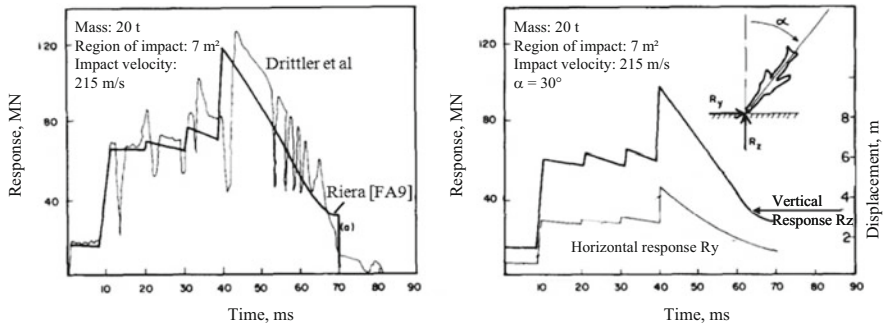 Mass: 20 t
Region of impact: 7 m²
Impact velocity:
215 m/s
Drittler et al
Riera [FA9]
(a)
Response, MN
120
80
40
10 20 30 40 50 60 70 80 90
Time, ms
Mass: 20 t
Region of impact: 7 m²
Impact velocity: 215 m/s
α = 30°
α
Ry
Rz
Vertical
Response Rz
Horizontal response Ry
Response, MN
120
80
40
Displacement, m
8
6
4
2
10 20 30 40 50 60 70 80 90
Time, ms